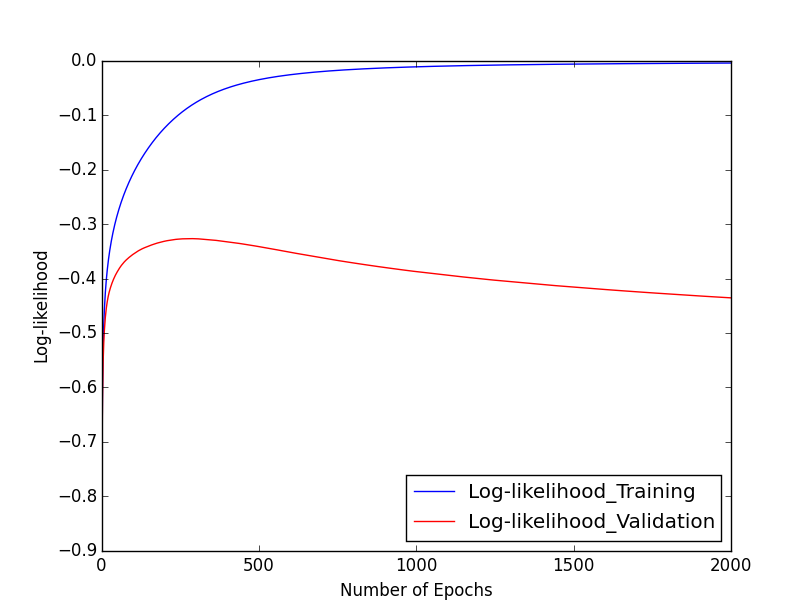 0.0
−0.1
−0.2
−0.3
−0.4
−0.5
−0.6
−0.7
−0.8
−0.9
Log-likelihood
Log-likelihood_Training
Log-likelihood_Validation
0 500 1000 1500 2000
Number of Epochs